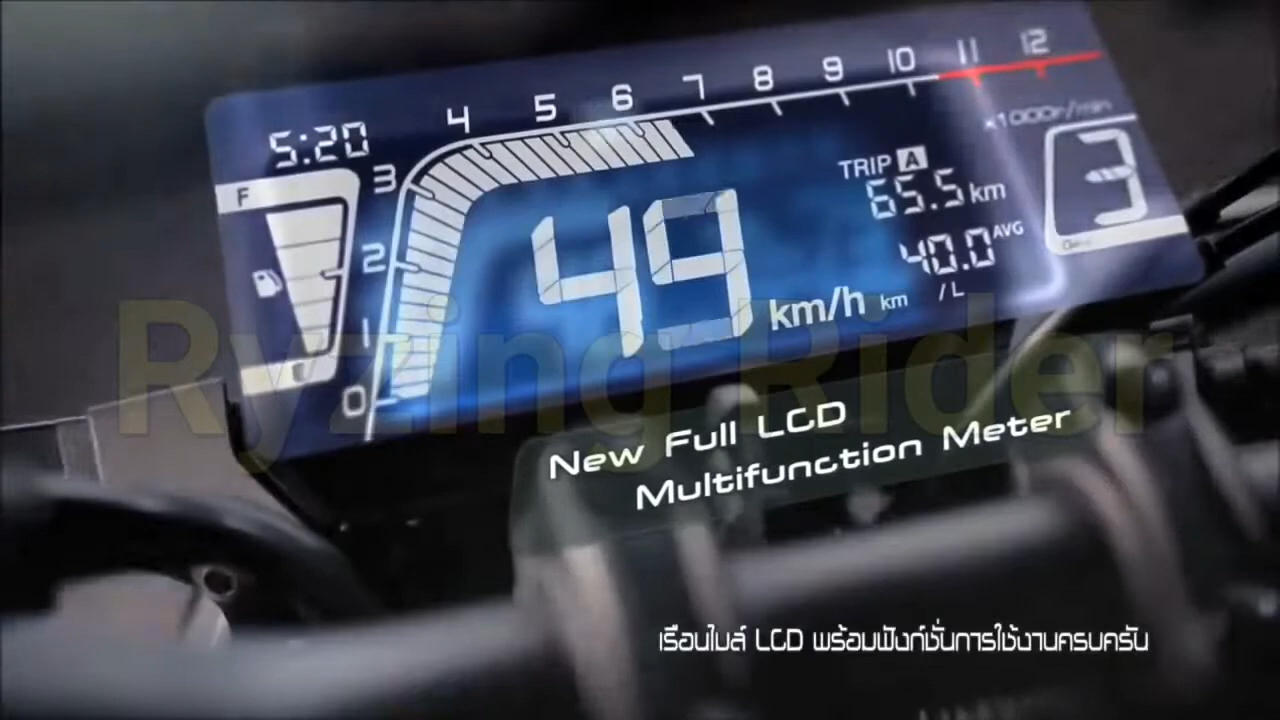 4 5 6 7 8 9 10 11 12
5:20
x1000r/min
F
3
TRIP A
65.5 km
3
2
49 km/h
40.0 AVG
km /L
1
0
Ryzing Rider
New Full LCD
Multifunction Meter
เรือนไมล์ LCD พร้อมฟังก์ชั่นการใช้งานครบครัน